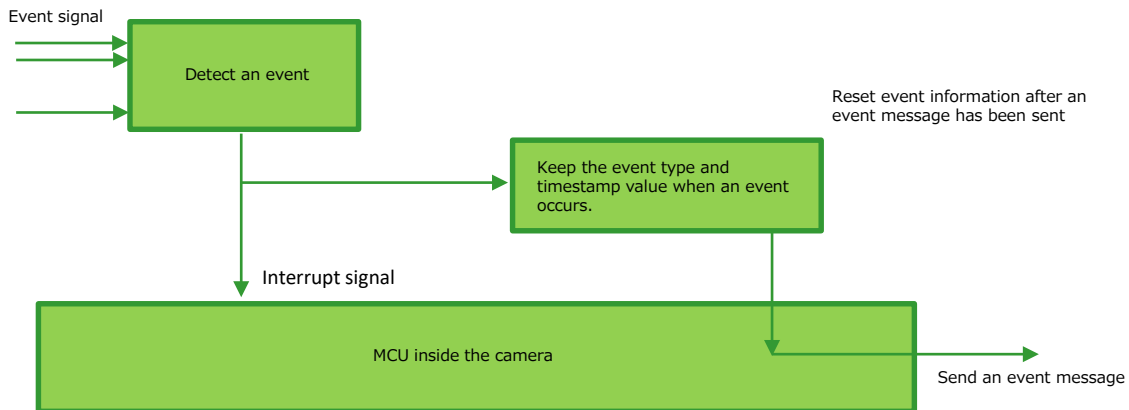 Event signal
Detect an event
Reset event information after an
event message has been sent
Keep the event type and
timestamp value when an event
occurs.
Interrupt signal
MCU inside the camera
Send an event message